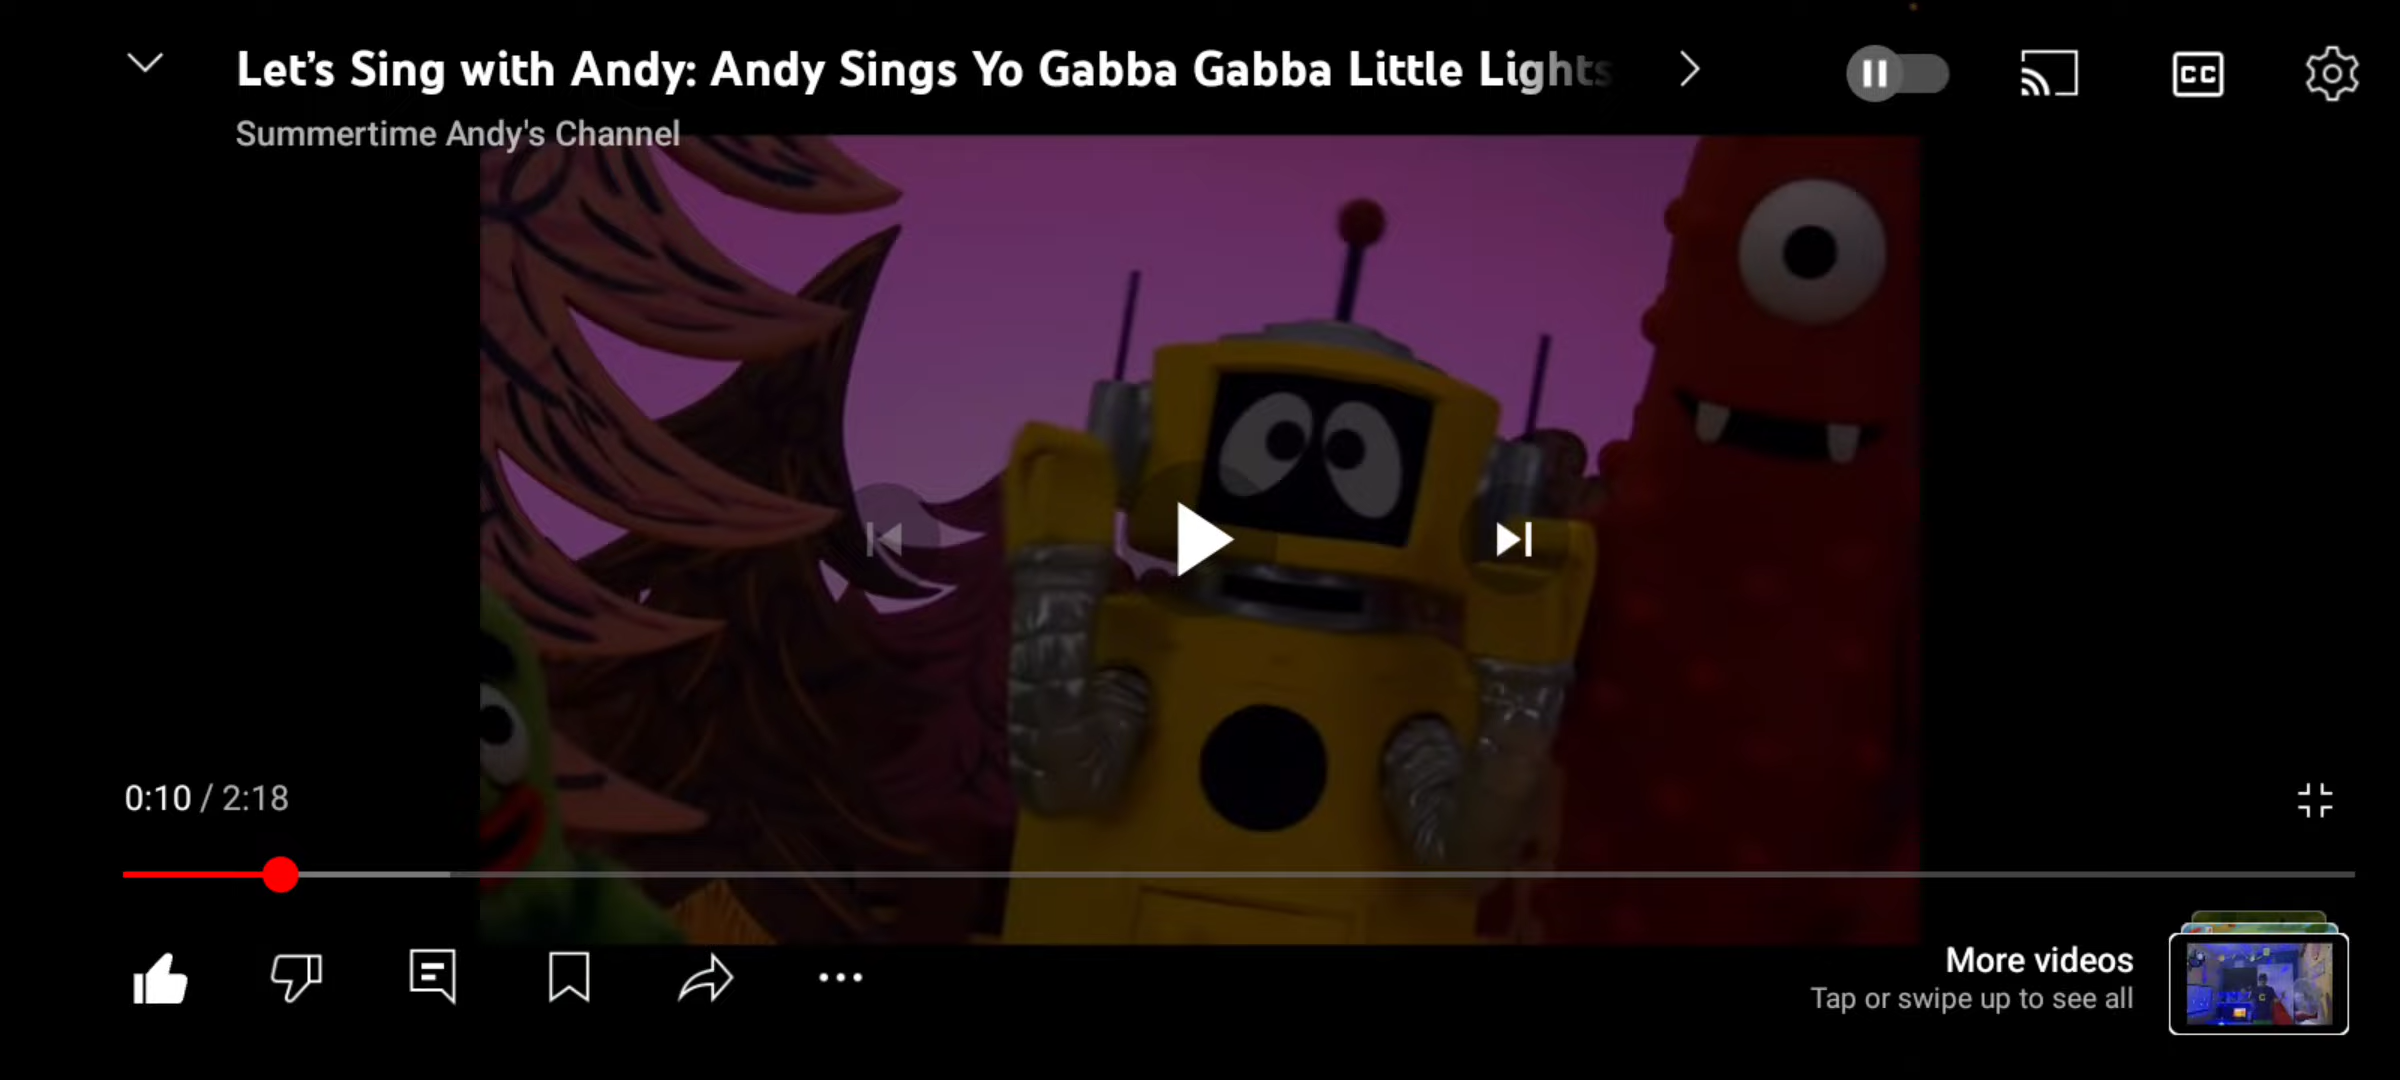 Let's Sing with Andy: Andy Sings Yo Gabba Gabba Little Lights
Summertime Andy's Channel
CC
0:10 / 2:18
More videos
Tap or swipe up to see all